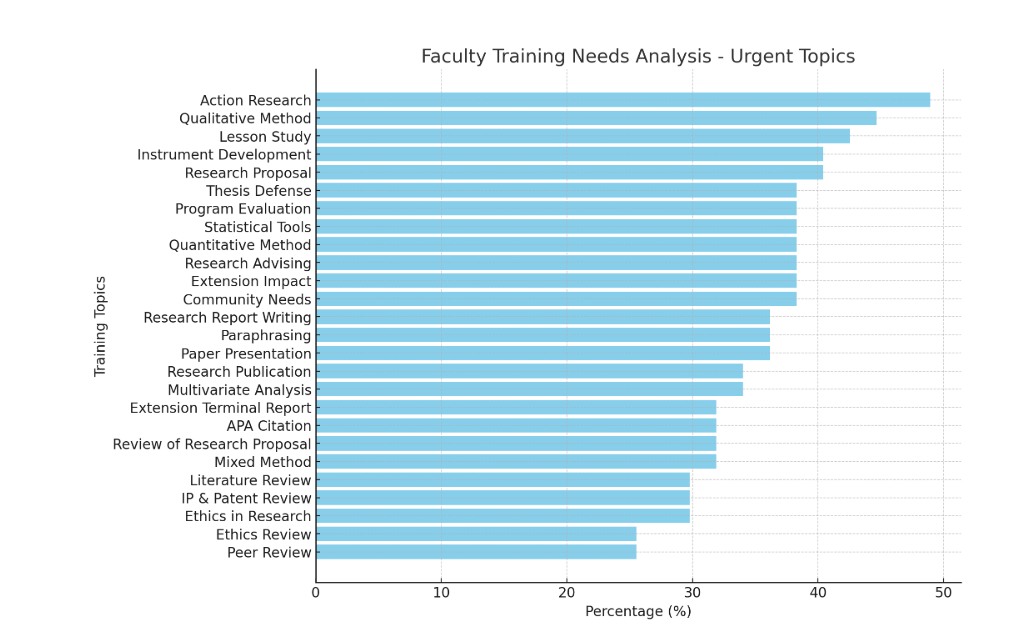 Faculty Training Needs Analysis - Urgent Topics
Training Topics
Action Research
Qualitative Method
Lesson Study
Instrument Development
Research Proposal
Thesis Defense
Program Evaluation
Statistical Tools
Quantitative Method
Research Advising
Extension Impact
Community Needs
Research Report Writing
Paraphrasing
Paper Presentation
Research Publication
Multivariate Analysis
Extension Terminal Report
APA Citation
Review of Research Proposal
Mixed Method
Literature Review
IP & Patent Review
Ethics in Research
Ethics Review
Peer Review
0 10 20 30 40 50
Percentage (%)